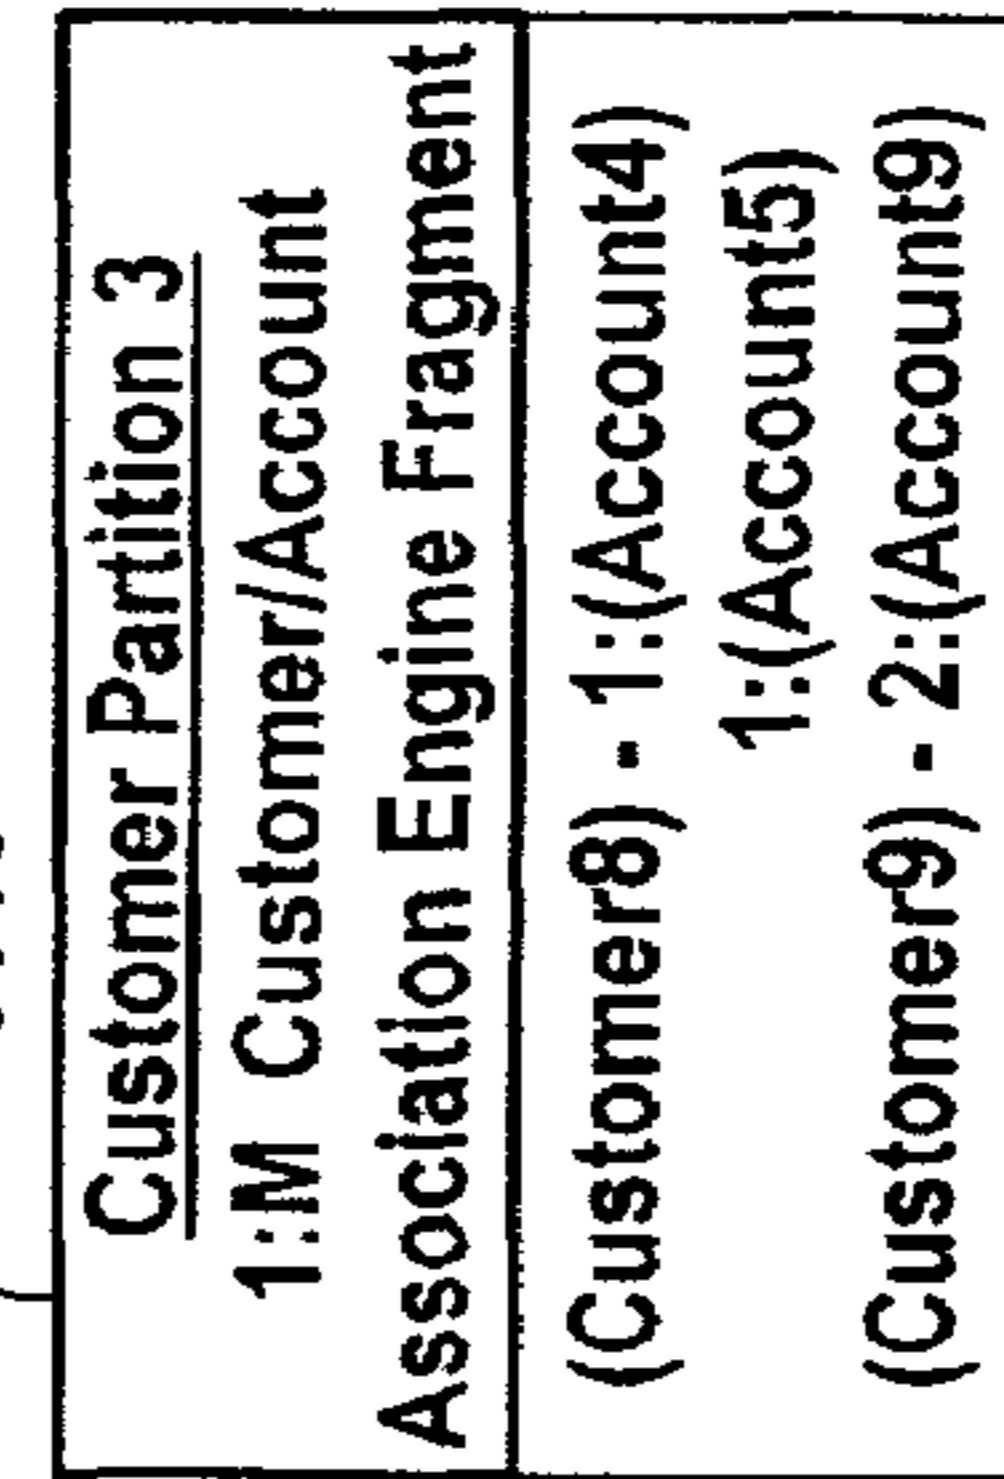 Customer Partition 3
1:M Customer/Account
Association Engine Fragment
(Customer8) - 1:(Account4)
1:(Account5)
(Customer9) - 2:(Account9)